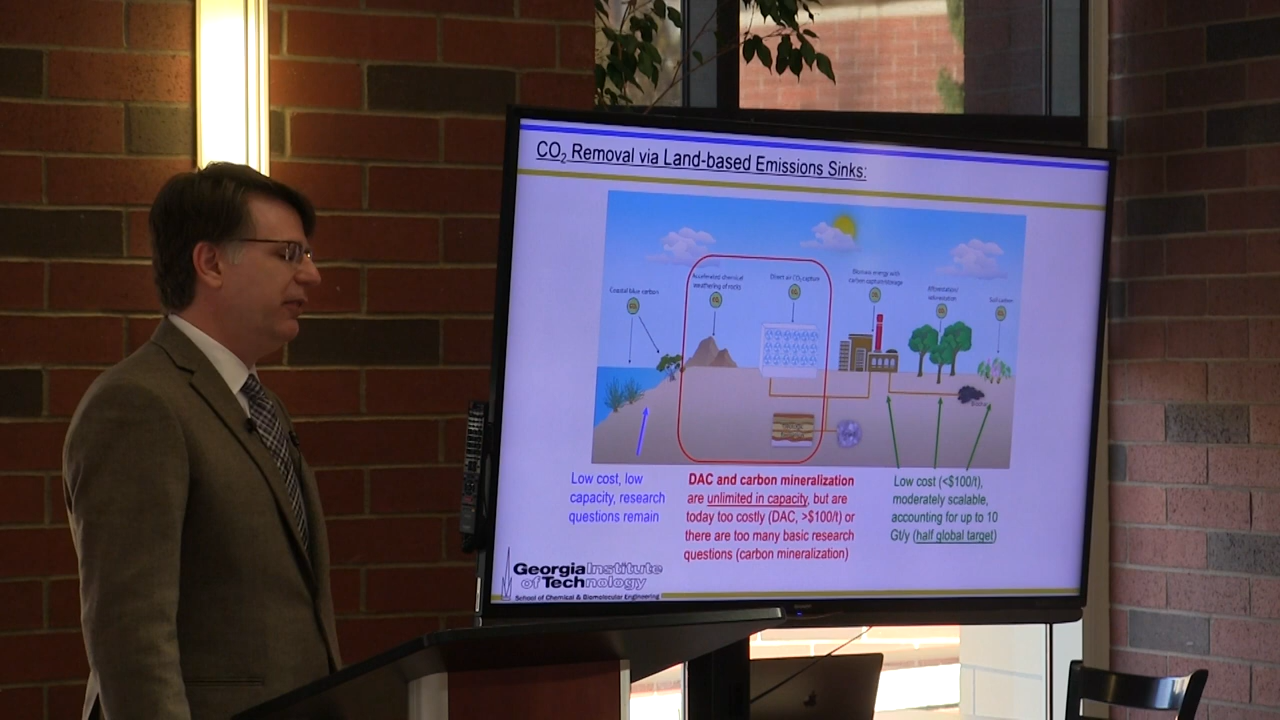 CO₂ Removal via Land-based Emissions Sinks:
Coastal blue carbon
Accelerated chemical
weathering of rocks
Direct air CO₂ capture
Biomass energy with
carbon capture/storage
Afforestation/
reforestation
Soil carbon
Low cost, low
capacity, research
questions remain
DAC and carbon mineralization
are unlimited in capacity, but are
today too costly (DAC, >$100/t) or
there are too many basic research
questions (carbon mineralization)
Low cost (<$100/t),
moderately scalable,
accounting for up to 10
Gt/y (half global target)
Georgia Institute
of Technology
School of Chemical & Biomolecular Engineering